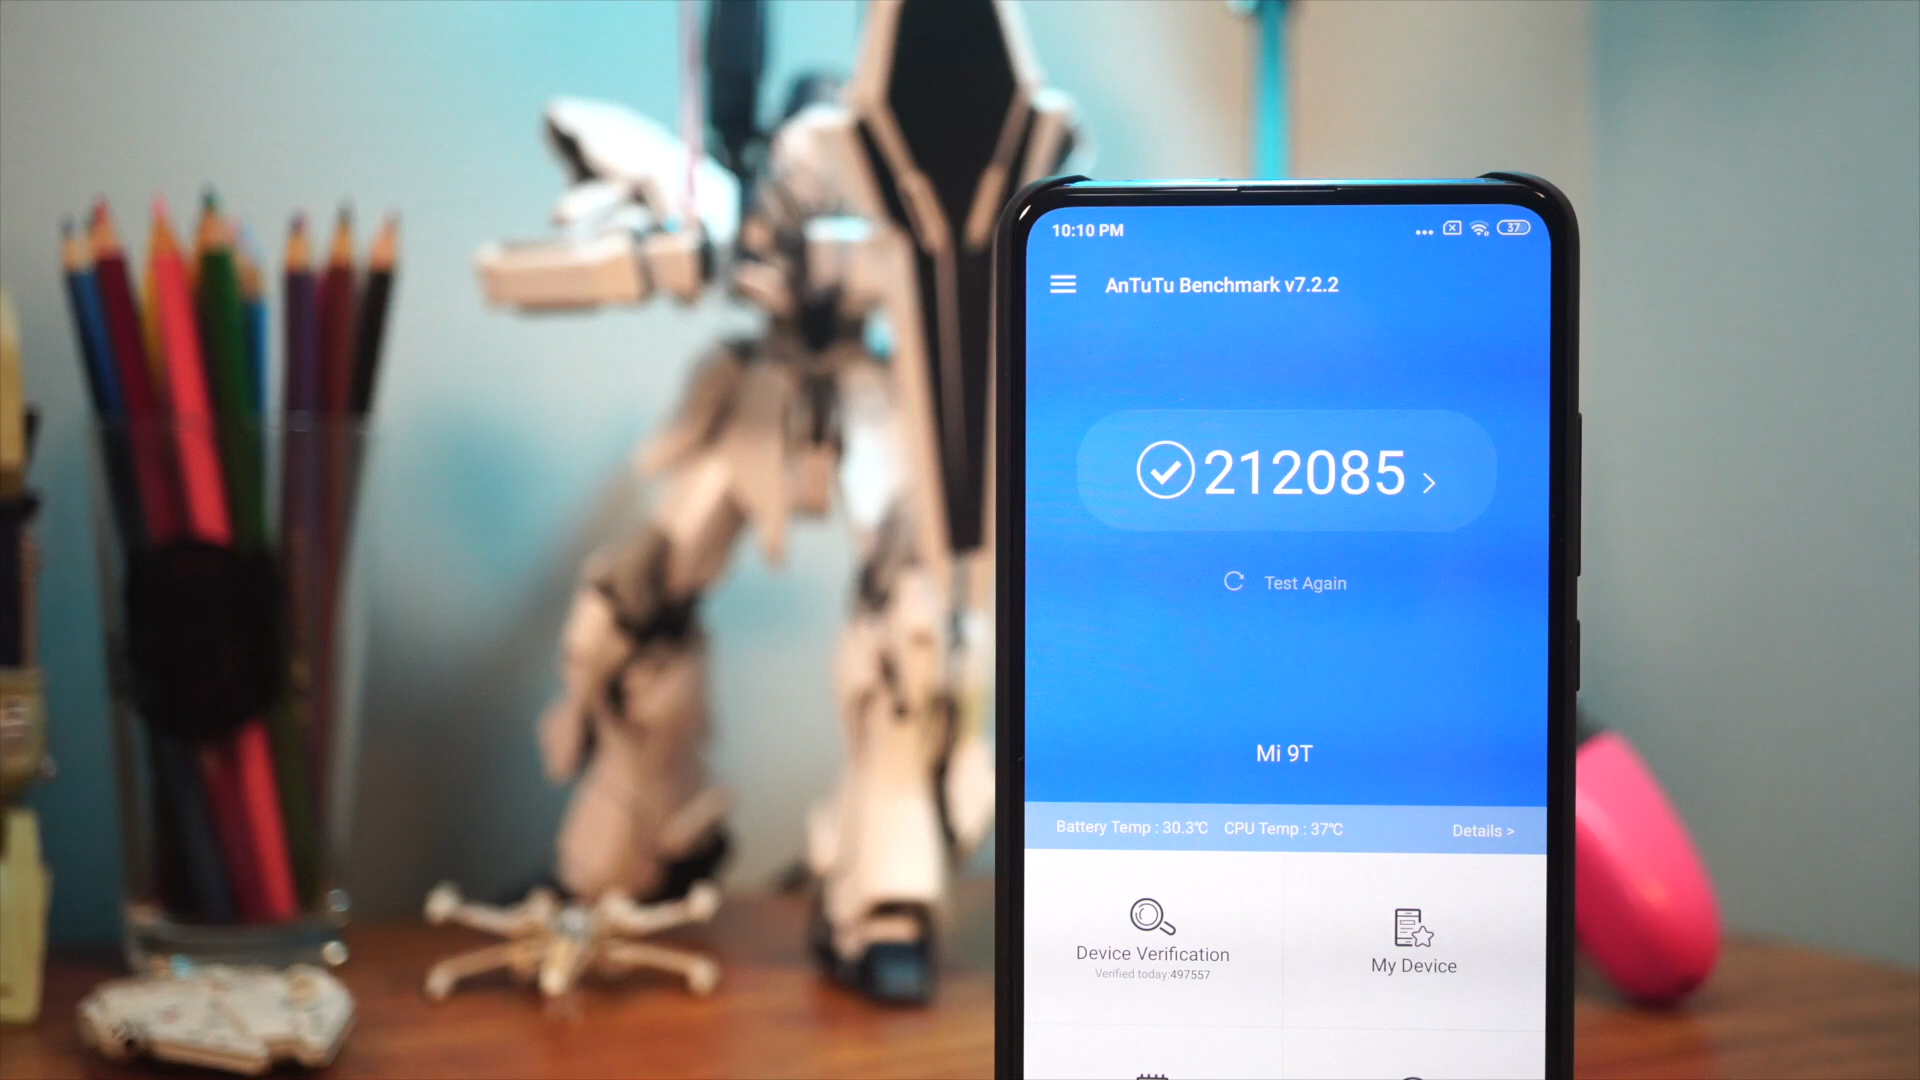 10:10 PM
37
AnTuTu Benchmark v7.2.2
212085 >
Test Again
Mi 9T
Battery Temp : 30.3℃ CPU Temp : 37℃ Details >
Device Verification
Verified today:497557
My Device